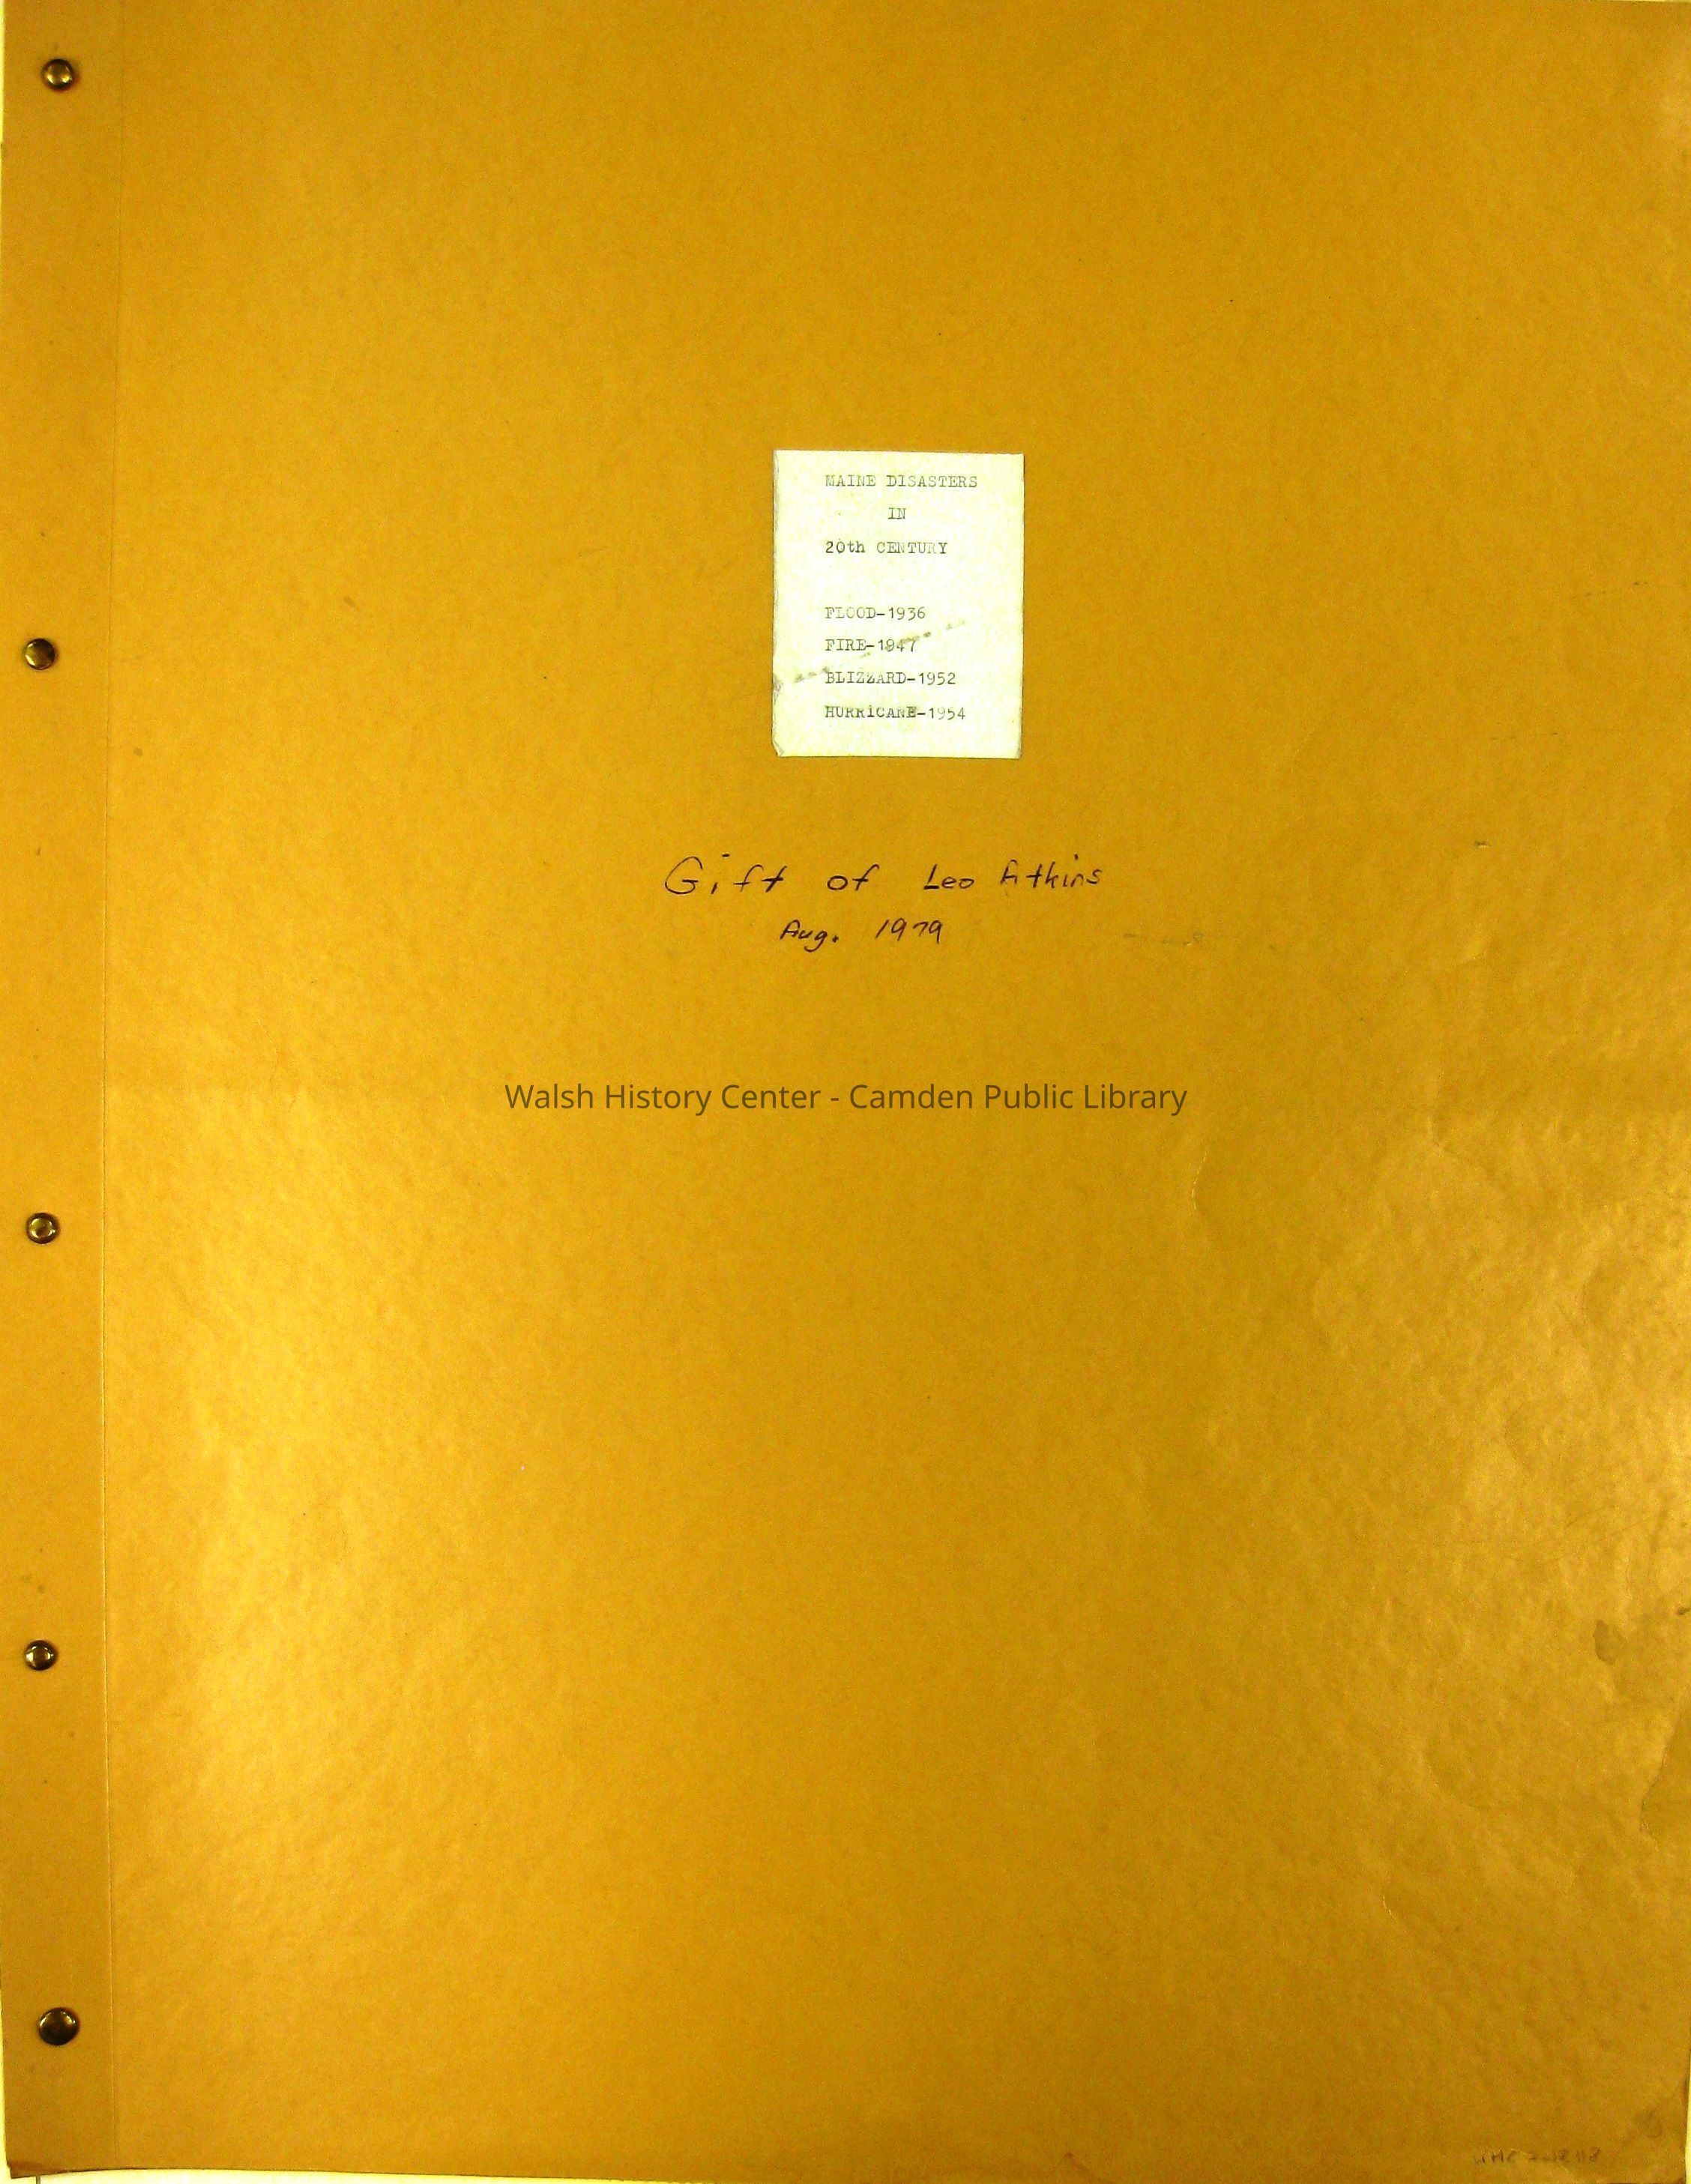 MAINE DISASTERS
IN
20th CENTURY
FLOOD-1936
FIRE-1947
BLIZZARD-1952
HURRICANE-1954
Gift of Leo Atkins
Aug. 1979
Walsh History Center - Camden Public Library